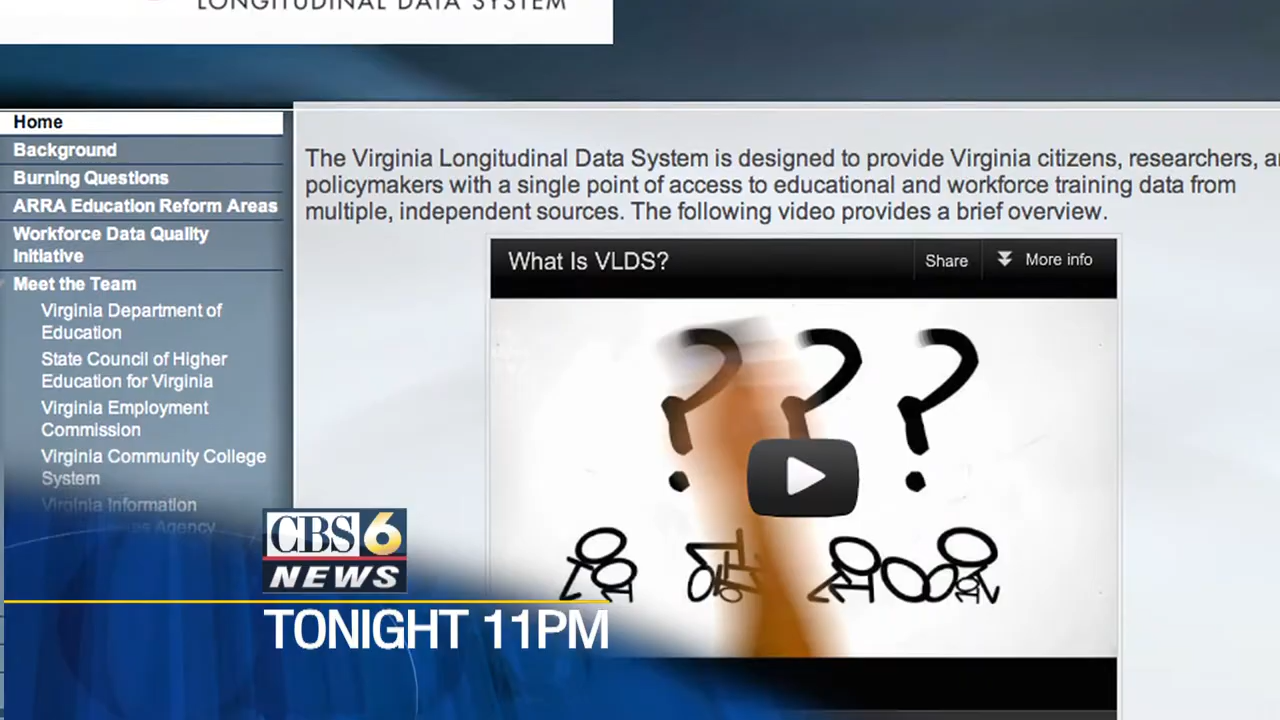 LONGITUDINAL DATA SYSTEM
Home
Background
Burning Questions
ARRA Education Reform Areas
Workforce Data Quality
Initiative
Meet the Team
Virginia Department of
Education
State Council of Higher
Education for Virginia
Virginia Employment
Commission
Virginia Community College
System
Virginia Information
Agency
The Virginia Longitudinal Data System is designed to provide Virginia citizens, researchers,
policymakers with a single point of access to educational and workforce training data from
multiple, independent sources. The following video provides a brief overview.
What Is VLDS?
Share
More info
? ? ?
CBS 6
NEWS
TONIGHT 11PM